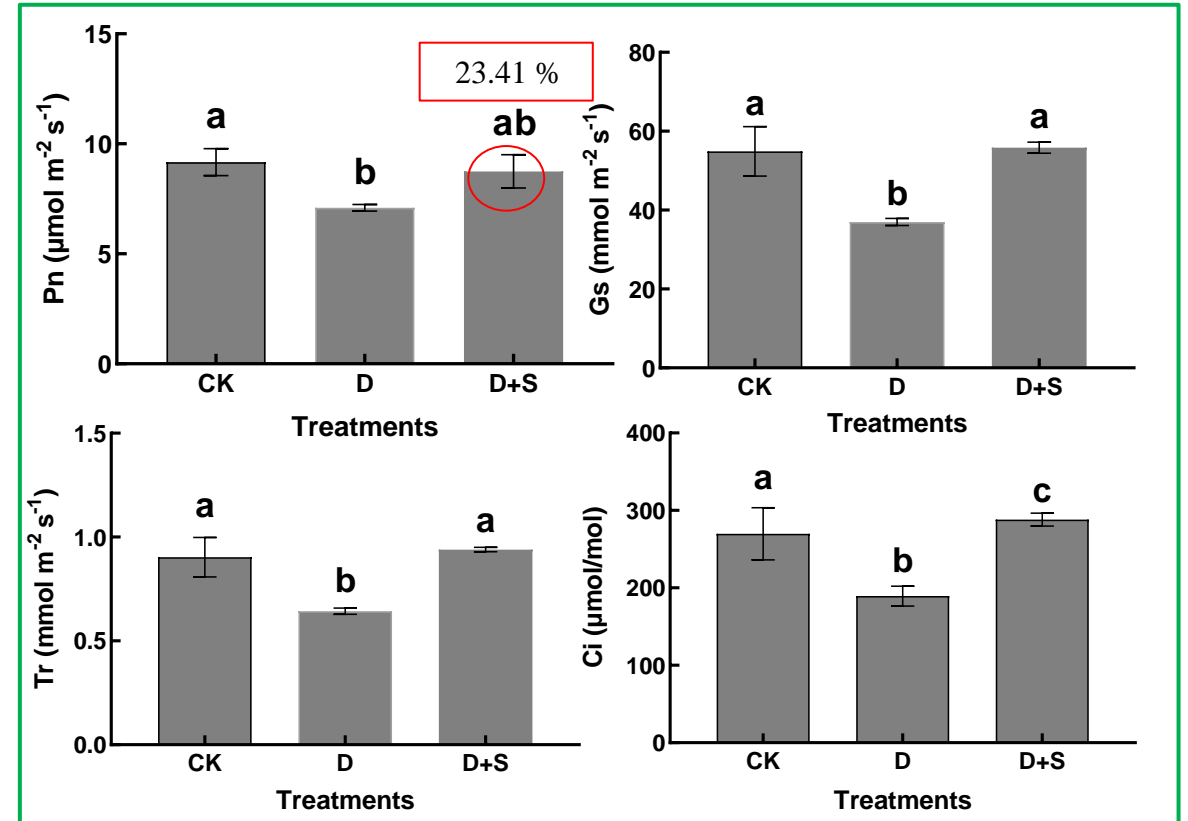 15
10
5
0
Pn (µmol m-2 s-1)
23.41 %
a
b
ab
CK D D+S
Treatments
80
60
40
20
0
Gs (mmol m-2 s-1)
a
b
a
CK D D+S
Treatments
1.5
1.0
0.5
0.0
Tr (mmol m-2 s-1)
a
b
a
CK D D+S
Treatments
400
300
200
100
0
Ci (µmol/mol)
a
b
c
CK D D+S
Treatments